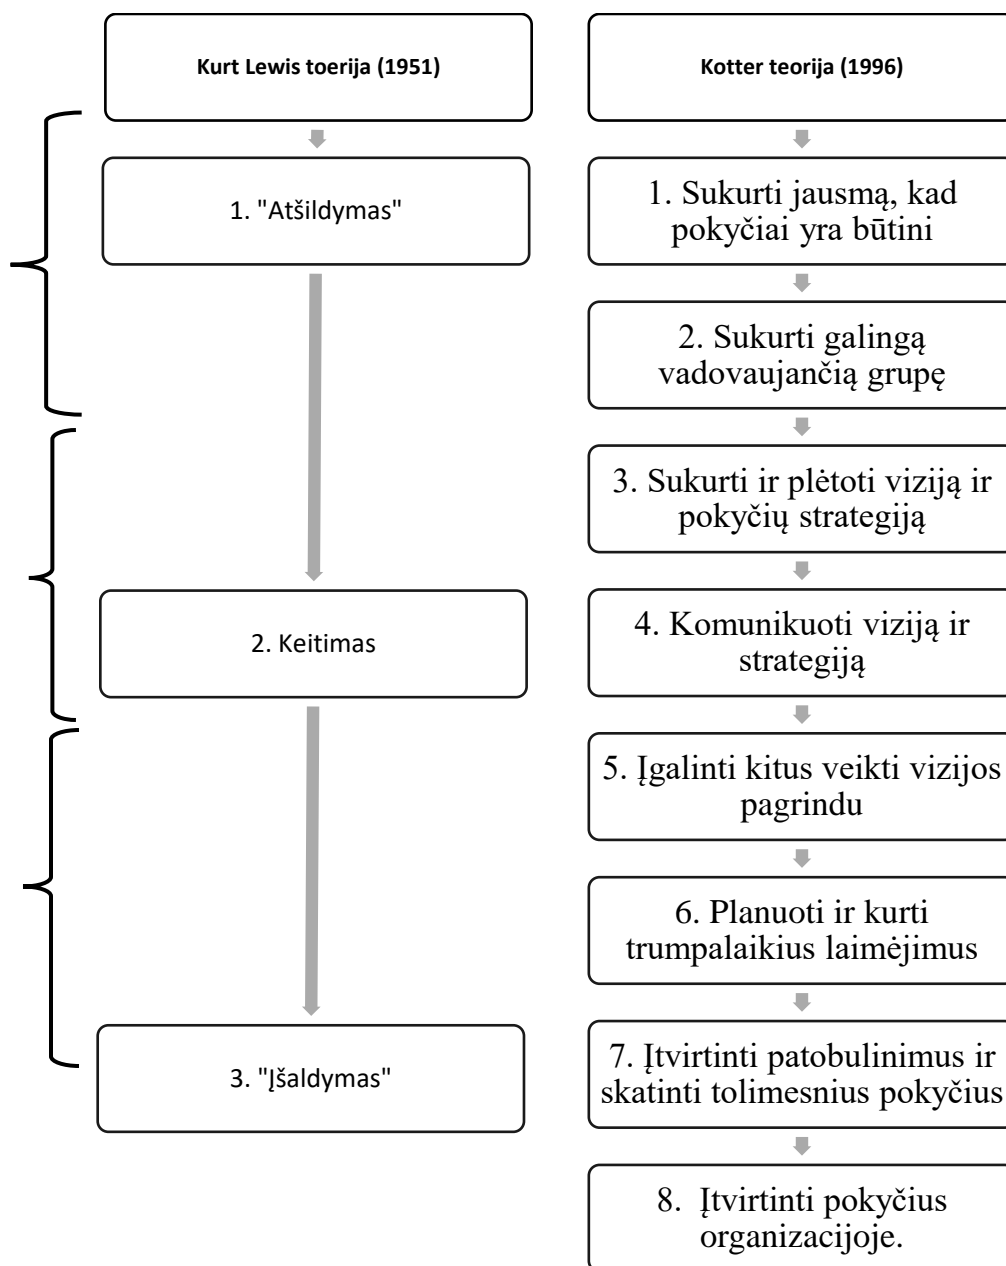 Kurt Lewis toerija (1951)
1. "Atšildymas"
2. Keitimas
3. "Įšaldymas"
Kotter teorija (1996)
1. Sukurti jausmą, kad
pokyčiai yra būtini
2. Sukurti galingą
vadovaujančią grupę
3. Sukurti ir plėtoti viziją ir
pokyčių strategiją
4. Komunikuoti viziją ir
strategiją
5. Įgalinti kitus veikti vizijos
pagrindu
6. Planuoti ir kurti
trumpalaikius laimėjimus
7. Įtvirtinti patobulinimus ir
skatinti tolimesnius pokyčius
8. Įtvirtinti pokyčius
organizacijoje.